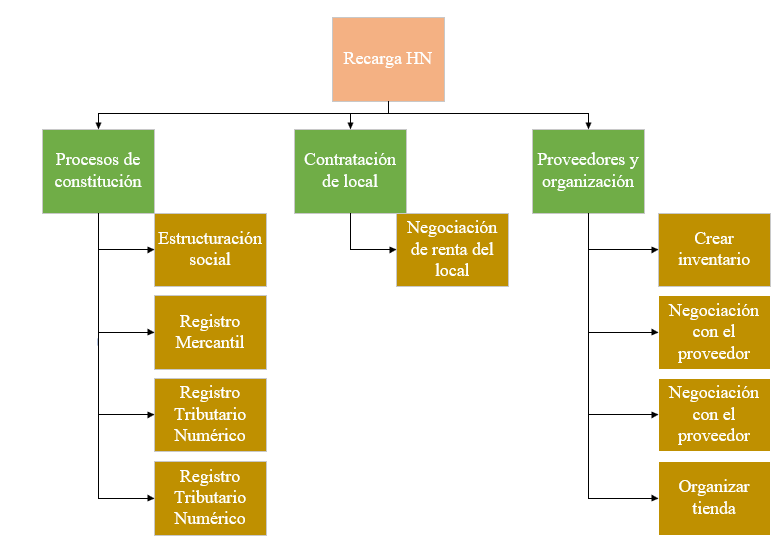 Recarga HN
Procesos de
constitución
Contratación
de local
Proveedores y
organización
Estructuración
social
Registro
Mercantil
Registro
Tributario
Numérico
Registro
Tributario
Numérico
Negociación
de renta del
local
Crear
inventario
Negociación
con el
proveedor
Negociación
con el
proveedor
Organizar
tienda